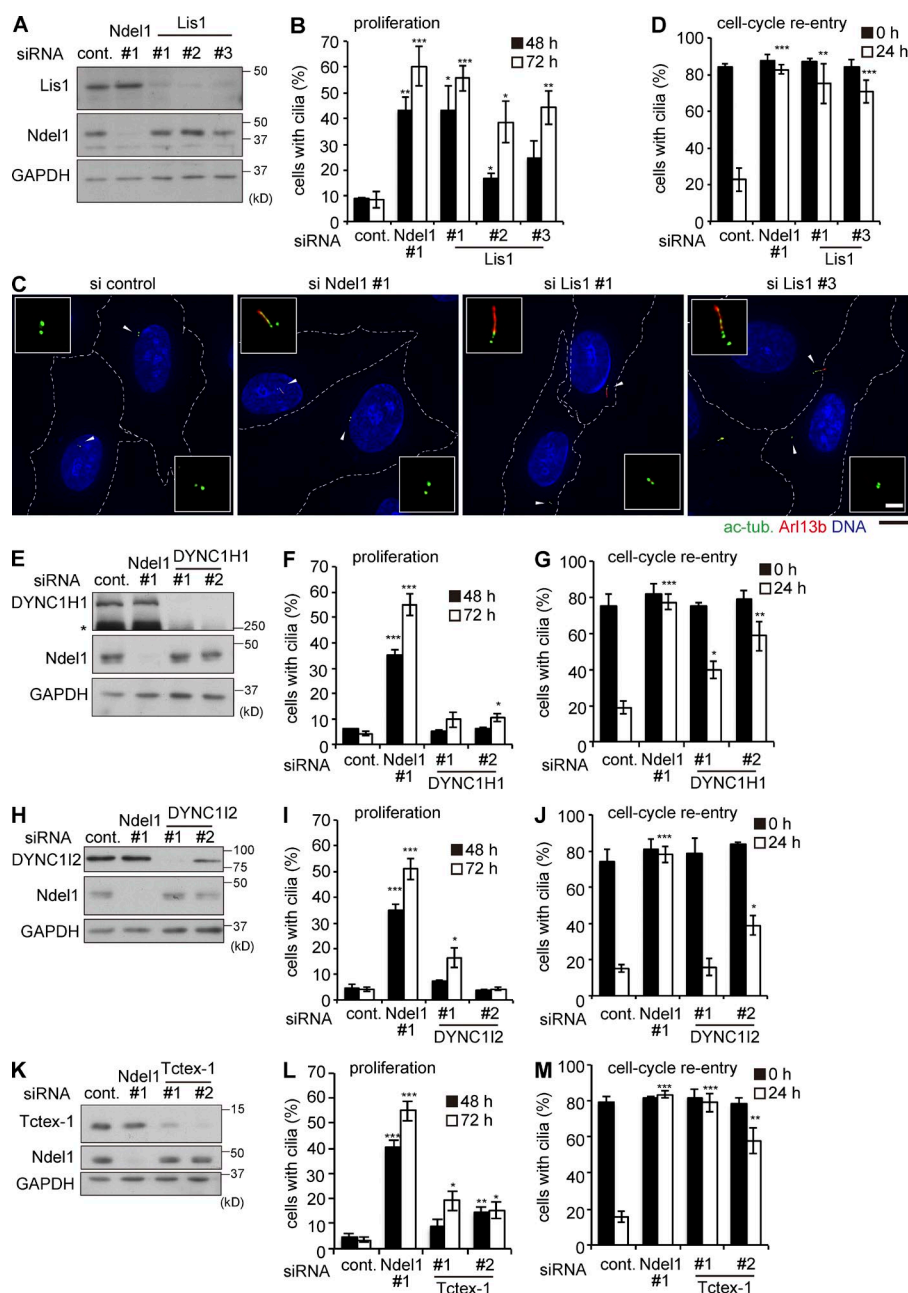 A
Ndel1 Lis1
siRNA cont. #1 #1 #2 #3
Lis1
50
Ndel1
50
37
GAPDH
37
(kD)
B
proliferation
48 h
72 h
cells with cilia (%)
70
60
50
40
30
20
10
0
** *** * *** * * **
siRNA cont. Ndel1 #1 #1 #2 #3
Lis1
D
cell-cycle re-entry
0 h
24 h
cells with cilia (%)
100
80
60
40
20
0
*** ** ***
siRNA cont. Ndel1 #1 #1 #3
Lis1
C
si control si Ndel1 #1 si Lis1 #1 si Lis1 #3
ac-tub. Arl13b DNA
E
Ndel1 DYNC1H1
siRNA cont. #1 #1 #2
DYNC1H1
*
250
Ndel1
50
GAPDH
37
(kD)
F
proliferation
48 h
72 h
cells with cilia (%)
70
60
50
40
30
20
10
0
*** *** *
siRNA cont. Ndel1 #1 #1 #2
DYNC1H1
G
cell-cycle re-entry
0 h
24 h
cells with cilia (%)
100
80
60
40
20
0
*** * **
siRNA cont. Ndel1 #1 #1 #2
DYNC1H1
H
Ndel1 DYNC1I2
siRNA cont. #1 #1 #2
DYNC1I2
100
75
Ndel1
50
GAPDH
37
(kD)
I
proliferation
48 h
72 h
cells with cilia (%)
70
60
50
40
30
20
10
0
*** *** *
siRNA cont. Ndel1 #1 #1 #2
DYNC1I2
J
cell-cycle re-entry
0 h
24 h
cells with cilia (%)
100
80
60
40
20
0
*** *
siRNA cont. Ndel1 #1 #1 #2
DYNC1I2
K
Ndel1 Tctex-1
siRNA cont. #1 #1 #2
Tctex-1
15
Ndel1
50
37
GAPDH
37
(kD)
L
proliferation
48 h
72 h
cells with cilia (%)
70
60
50
40
30
20
10
0
*** *** * ** *
siRNA cont. Ndel1 #1 #1 #2
Tctex-1
M
cell-cycle re-entry
0 h
24 h
cells with cilia (%)
100
80
60
40
20
0
*** *** **
siRNA cont. Ndel1 #1 #1 #2
Tctex-1